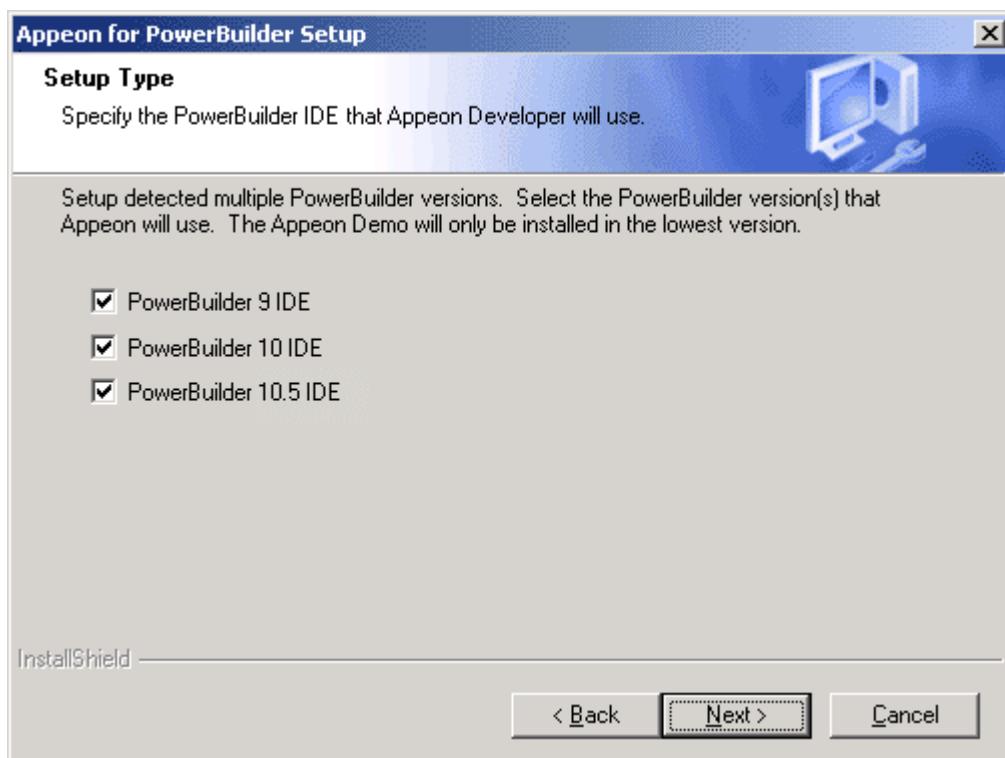 Appeon for PowerBuilder Setup
Setup Type
Specify the PowerBuilder IDE that Appeon Developer will use.
Setup detected multiple PowerBuilder versions. Select the PowerBuilder version(s) that
Appeon will use. The Appeon Demo will only be installed in the lowest version.
PowerBuilder 9 IDE
PowerBuilder 10 IDE
PowerBuilder 10.5 IDE
InstallShield
< Back
Next >
Cancel